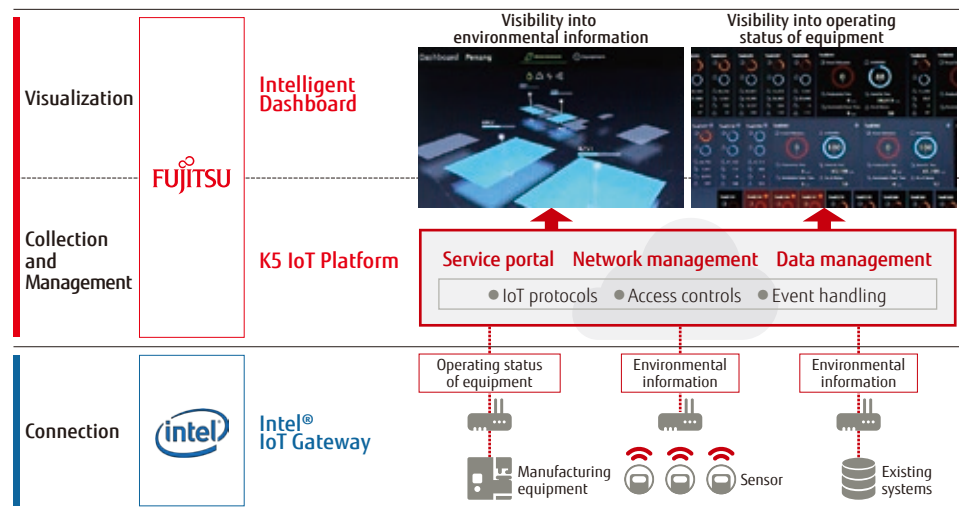 Visibility into
environmental information
Visibility into operating
status of equipment
Dashboard Penang
Visualization
Intelligent
Dashboard
FUJITSU
Collection
and
Management
K5 IoT Platform
Service portal Network management Data management
IoT protocols Access controls Event handling
Operating status
of equipment
Environmental
information
Environmental
information
Connection
intel
Intel®
IoT Gateway
Manufacturing
equipment
Sensor
Existing
systems